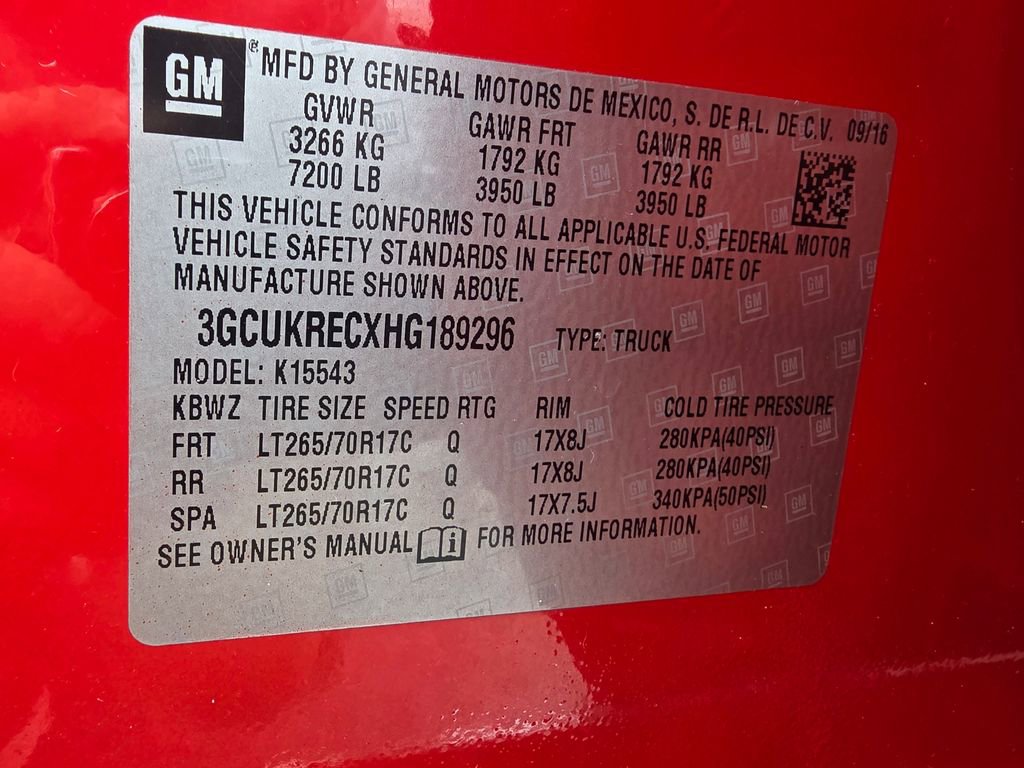 GM ® MFD BY GENERAL MOTORS DE MEXICO, S. DE R.L. DE C.V. 09/16
GVWR GAWR FRT GAWR RR
3266 KG 1792 KG 1792 KG
7200 LB 3950 LB 3950 LB
THIS VEHICLE CONFORMS TO ALL APPLICABLE U.S. FEDERAL MOTOR
VEHICLE SAFETY STANDARDS IN EFFECT ON THE DATE OF
MANUFACTURE SHOWN ABOVE.
3GCUKRECXHG189296 TYPE: TRUCK
MODEL: K15543
KBWZ TIRE SIZE SPEED RTG RIM COLD TIRE PRESSURE
FRT LT265/70R17C Q 17X8J 280KPA(40PSI)
RR LT265/70R17C Q 17X8J 280KPA(40PSI)
SPA LT265/70R17C Q 17X7.5J 340KPA(50PSI)
SEE OWNER'S MANUAL i FOR MORE INFORMATION.